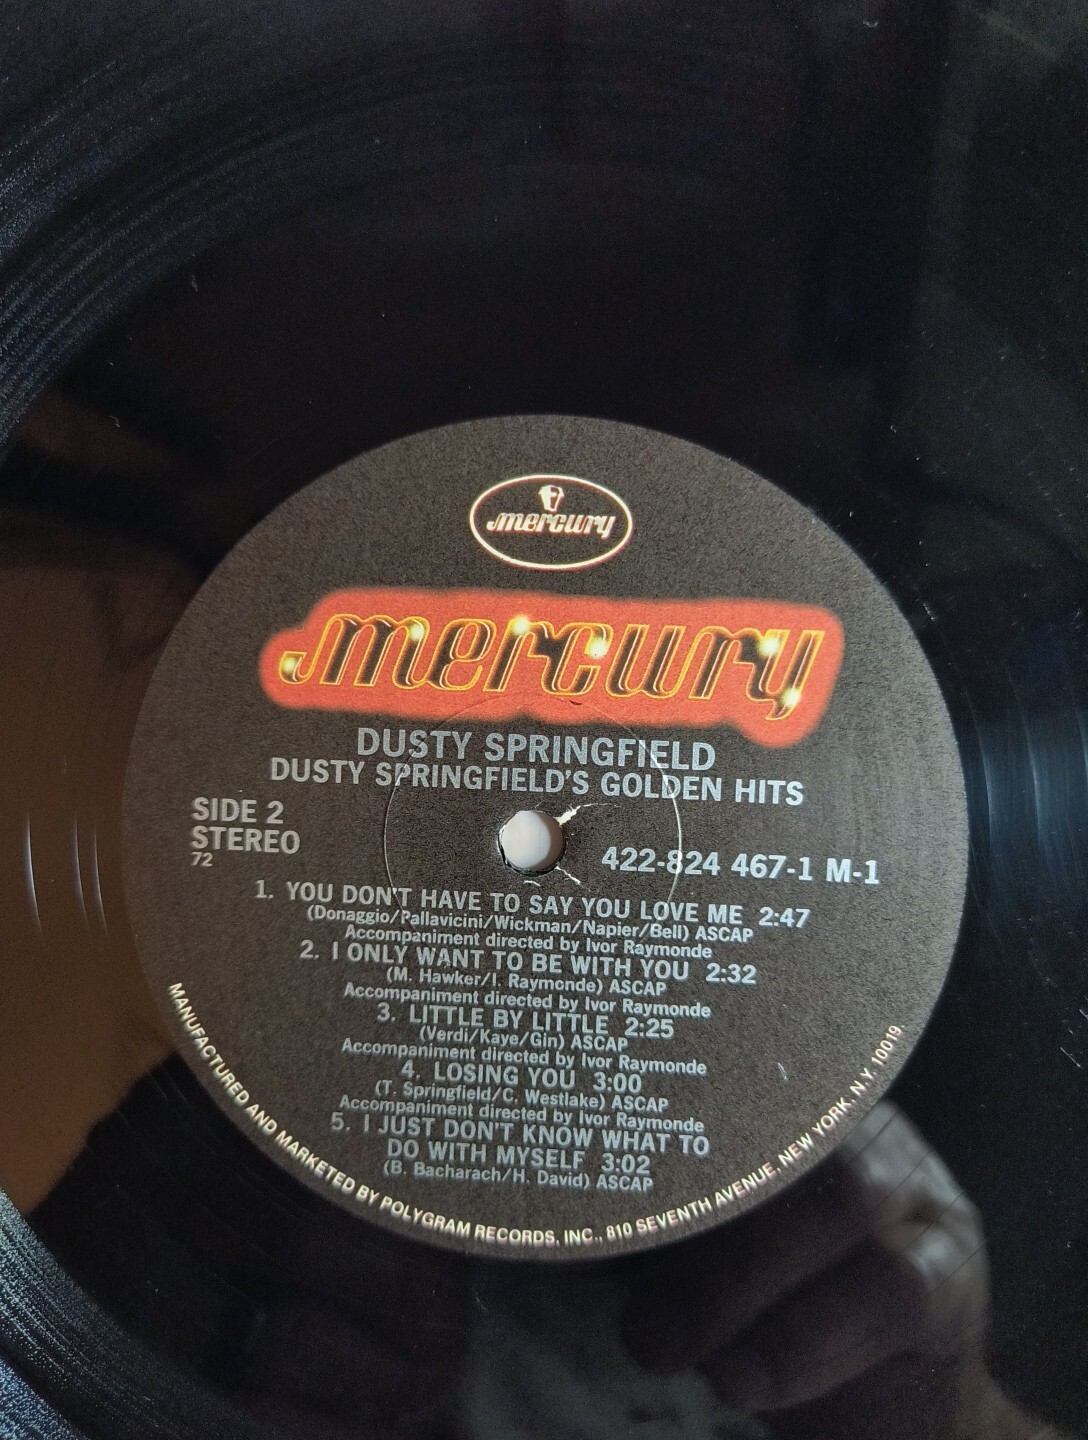 mercury
mercury
DUSTY SPRINGFIELD
DUSTY SPRINGFIELD'S GOLDEN HITS
SIDE 2
STEREO
72
422-824 467-1 M-1
1. YOU DON'T HAVE TO SAY YOU LOVE ME 2:47
(Donaggio/Pallavicini/Wickman/Napier/Bell) ASCAP
Accompaniment directed by Ivor Raymonde
2. I ONLY WANT TO BE WITH YOU 2:32
(M. Hawker/I. Raymonde) ASCAP
Accompaniment directed by Ivor Raymonde
3. LITTLE BY LITTLE 2:25
(Verdi/Kaye/Gin) ASCAP
Accompaniment directed by Ivor Raymonde
4. LOSING YOU 3:00
(T. Springfield/C. Westlake) ASCAP
Accompaniment directed by Ivor Raymonde
5. I JUST DON'T KNOW WHAT TO
DO WITH MYSELF 3:02
(B. Bacharach/H. David) ASCAP
MANUFACTURED AND MARKETED BY POLYGRAM RECORDS, INC., 810 SEVENTH AVENUE, NEW YORK, N.Y. 10019